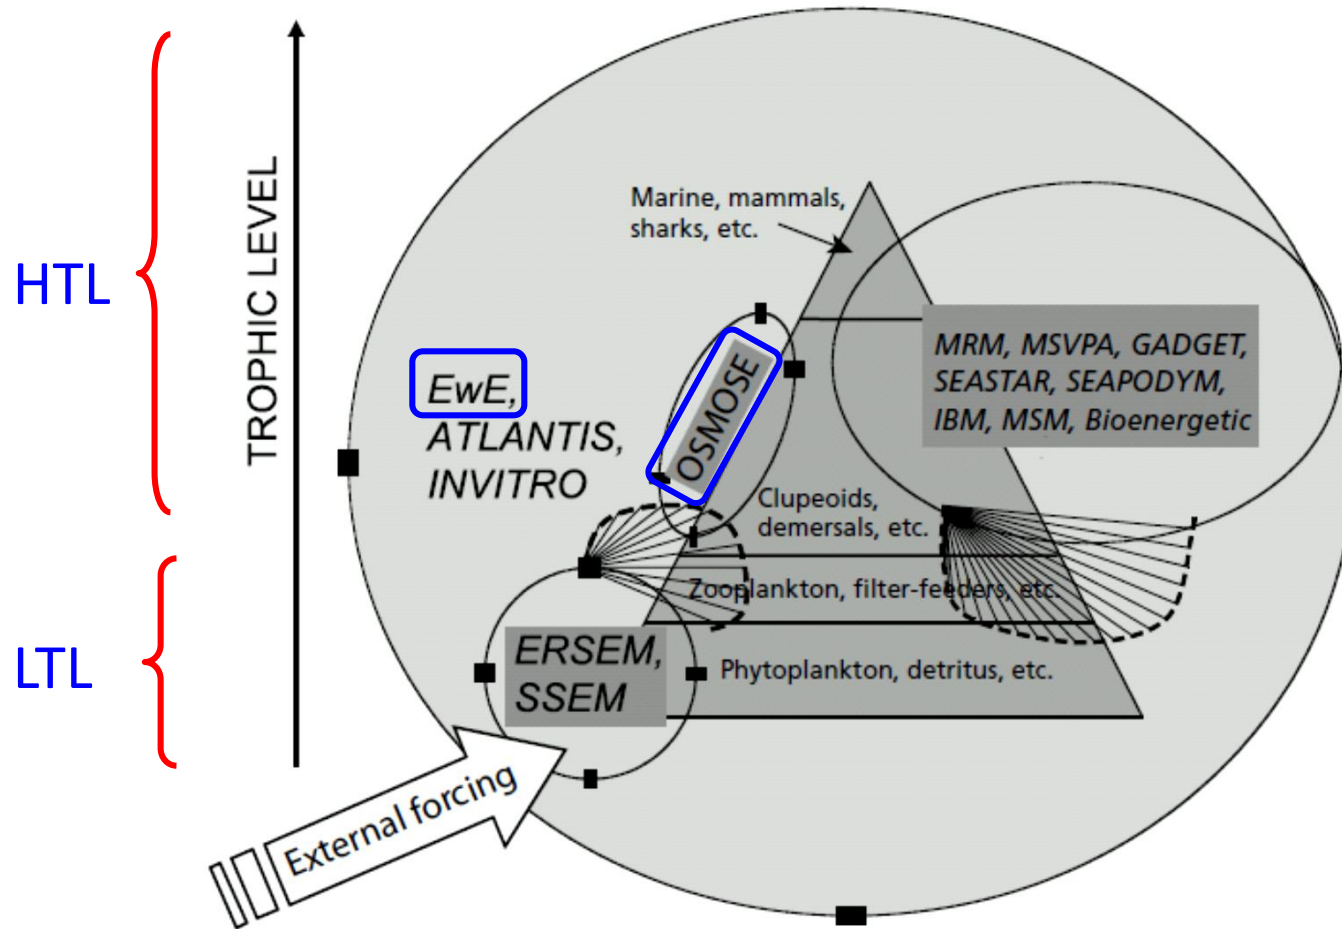 HTL
LTL
TROPHIC LEVEL
Marine, mammals,
sharks, etc.
EwE,
ATLANTIS,
INVITRO
OSMOSE
MRM, MSVPA, GADGET,
SEASTAR, SEAPODYM,
IBM, MSM, Bioenergetic
Clupeoids,
demersals, etc.
Zooplankton, filter-feeders, etc.
ERSEM,
SSEM
Phytoplankton, detritus, etc.
External forcing